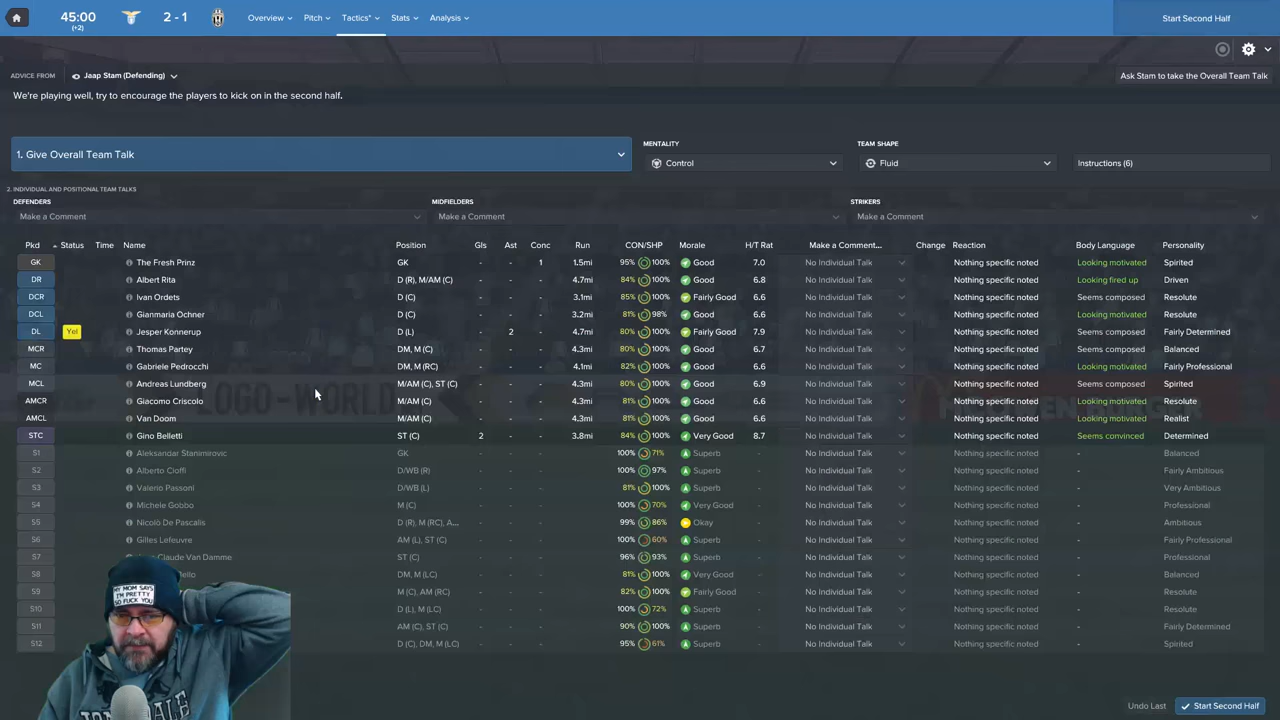 45:00
(+2)
2 - 1
Overview
Pitch
Tactics*
Stats
Analysis
Start Second Half
ADVICE FROM
Jaap Stam (Defending)
Ask Stam to take the Overall Team Talk
We're playing well, try to encourage the players to kick on in the second half.
1. Give Overall Team Talk
MENTALITY
Control
TEAM SHAPE
Fluid
Instructions (6)
2. INDIVIDUAL AND POSITIONAL TEAM TALKS
DEFENDERS MIDFIELDERS STRIKERS
Make a Comment Make a Comment Make a Comment
Pkd Status Time Name Position Gls Ast Conc Run CON/SHP Morale H/T Rat Make a Comment... Change Reaction Body Language Personality
GK The Fresh Prinz GK - - 1 1.5mi 95% 100% Good 7.0 No Individual Talk Nothing specific noted Looking motivated Spirited
DR Albert Rita D (R), M/AM (C) - - - 4.7mi 84% 100% Good 6.8 No Individual Talk Nothing specific noted Looking fired up Driven
DCR Ivan Ordets D (C) - - - 3.1mi 85% 100% Fairly Good 6.6 No Individual Talk Nothing specific noted Seems composed Resolute
DCL Gianmaria Ochner D (C) - - - 3.2mi 81% 98% Good 6.6 No Individual Talk Nothing specific noted Looking motivated Resolute
DL Yel Jesper Konnerup D (L) - 2 - 4.7mi 80% 100% Fairly Good 7.9 No Individual Talk Nothing specific noted Seems composed Fairly Determined
MCR Thomas Partey DM, M (C) - - - 4.3mi 80% 100% Good 6.7 No Individual Talk Nothing specific noted Seems composed Balanced
MC Gabriele Pedrocchi DM, M (RC) - - - 4.1mi 82% 100% Good 6.6 No Individual Talk Nothing specific noted Looking motivated Fairly Professional
MCL Andreas Lundberg M/AM (C), ST (C) - - - 4.3mi 80% 100% Good 6.9 No Individual Talk Nothing specific noted Seems composed Spirited
AMCR Giacomo Criscolo M/AM (C) - - - 4.3mi 81% 100% Good 6.6 No Individual Talk Nothing specific noted Looking motivated Resolute
AMCL Van Doom M/AM (C) - - - 4.3mi 81% 100% Good 6.6 No Individual Talk Nothing specific noted Looking motivated Realist
STC Gino Belletti ST (C) 2 - - 3.8mi 84% 100% Very Good 8.7 No Individual Talk Nothing specific noted Seems convinced Determined
S1 Aleksandar Stanimirovic GK 100% 71% Superb - No Individual Talk Nothing specific noted - Balanced
S2 Alberto Cioffi D/WB (R) 100% 97% Superb - No Individual Talk Nothing specific noted - Fairly Ambitious
S3 Valerio Passoni D/WB (L) 81% 100% Superb - No Individual Talk Nothing specific noted - Very Ambitious
S4 Michele Gobbo M (C) 100% 70% Very Good - No Individual Talk Nothing specific noted - Professional
S5 Nicolò De Pascalis D (R), M (RC), A... 99% 86% Okay - No Individual Talk Nothing specific noted - Ambitious
S6 Gilles Lefeuvre AM (L), ST (C) 100% 60% Superb - No Individual Talk Nothing specific noted - Fairly Professional
S7 Claude Van Damme ST (C) 96% 93% Superb - No Individual Talk Nothing specific noted - Professional
S8 DM, M (LC) 81% 100% Very Good - No Individual Talk Nothing specific noted - Balanced
S9 M (C), AM (RC) 82% 100% Fairly Good - No Individual Talk Nothing specific noted - Resolute
S10 D (L), M (LC) 100% 72% Superb - No Individual Talk Nothing specific noted - Resolute
S11 AM (C), ST (C) 90% 100% Superb - No Individual Talk Nothing specific noted - Fairly Determined
S12 D (C), DM, M (LC) 95% 61% Superb - No Individual Talk Nothing specific noted - Spirited
LOGO-WORLD
MY MOM SAYS
I'M PRETTY
SO FUCK YOU
Undo Last
Start Second Half